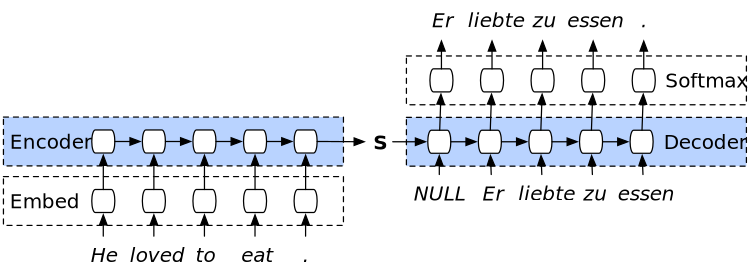 Er liebte zu essen .
Softmax
Encoder
S
Decoder
Embed
NULL Er liebte zu essen
He loved to eat .